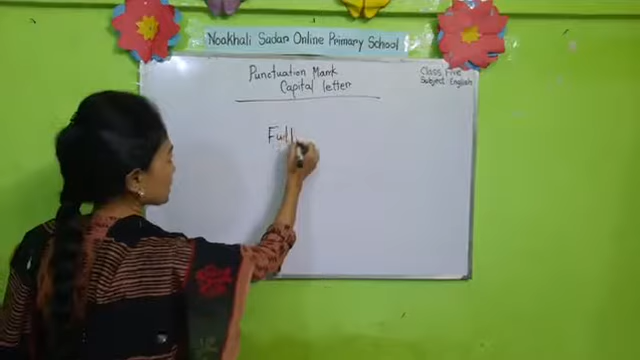 Noakhali Sadar Online Primary School
Punctuation Mark
Capital letter
Class Five
Subject English
Full